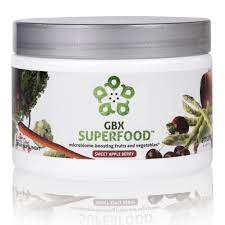 GBX
SUPERFOOD™
microbiome-boosting fruits and vegetables†
SWEET APPLE BERRY